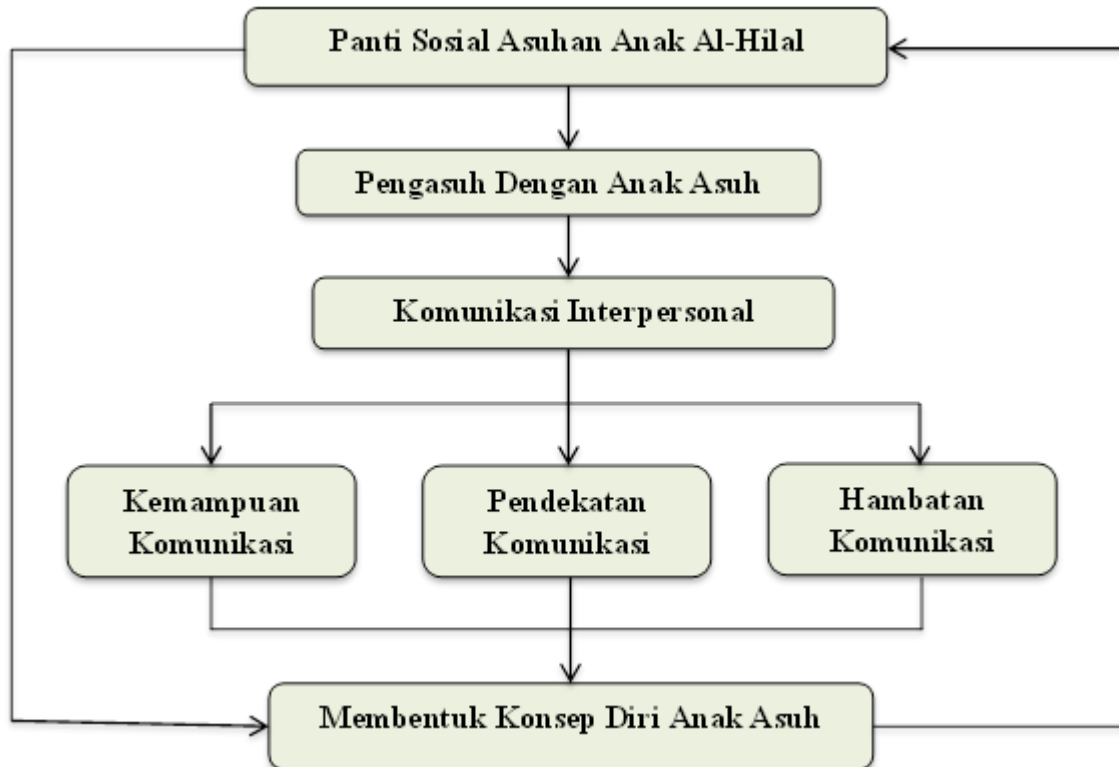 Panti Sosial Asuhan Anak Al-Hilal
Pengasuh Dengan Anak Asuh
Komunikasi Interpersonal
Kemampuan
Komunikasi
Pendekatan
Komunikasi
Hambatan
Komunikasi
Membentuk Konsep Diri Anak Asuh